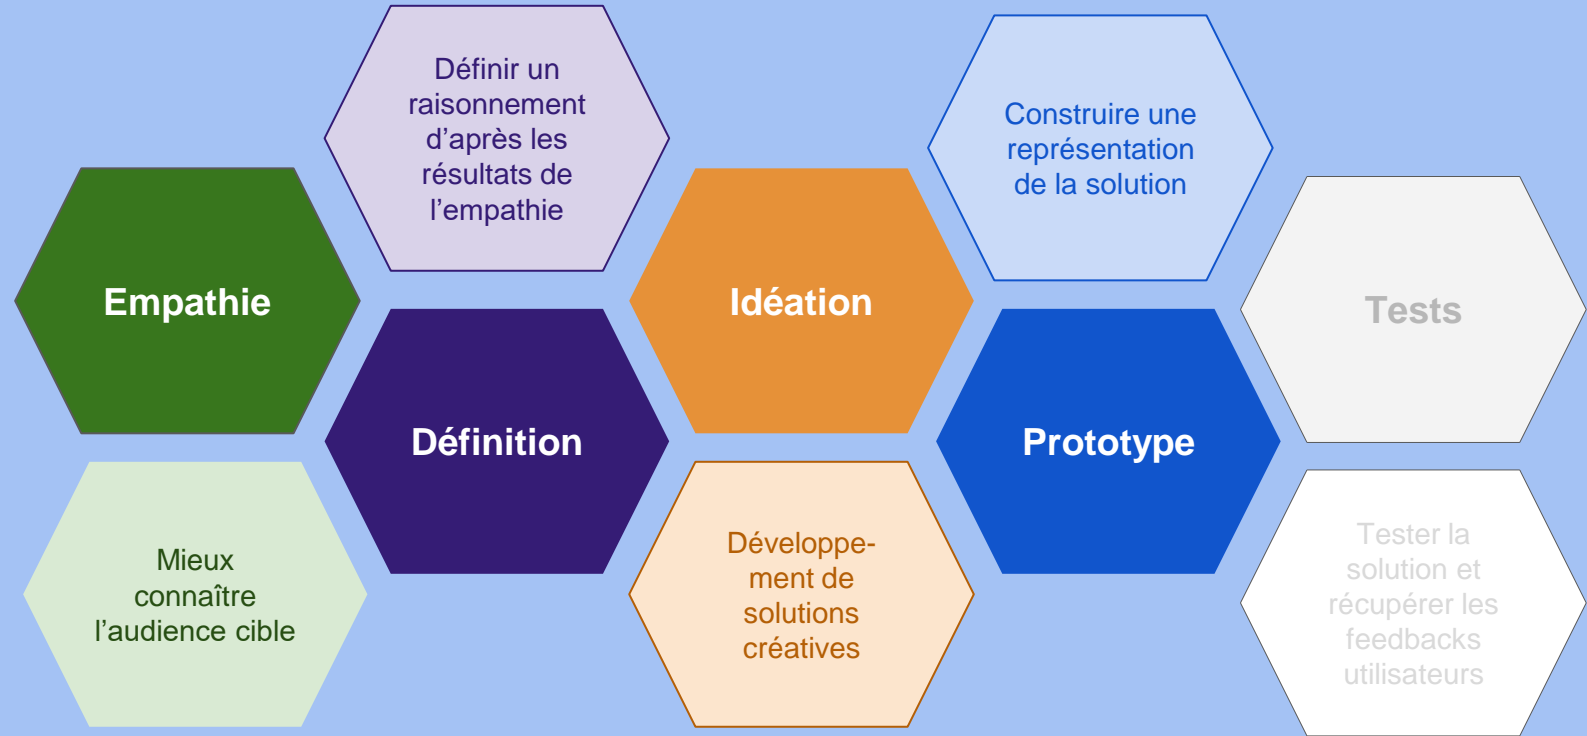 Empathie
Mieux
connaître
l’audience cible
Définir un
raisonnement
d’après les
résultats de
l’empathie
Définition
Idéation
Développe-
ment de
solutions
créatives
Construire une
représentation
de la solution
Prototype
Tests
Tester la
solution et
récupérer les
feedbacks
utilisateurs